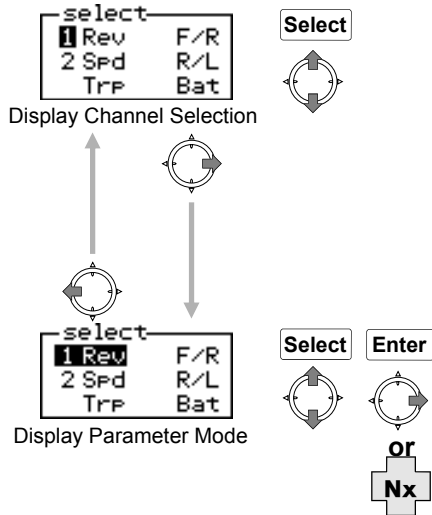 select
1 Rev F/R
2 Spd R/L
Trp Bat
Select
Display Channel Selection
select
1 Rev F/R
2 Spd R/L
Trp Bat
Select Enter
Display Parameter Mode
or
Nx